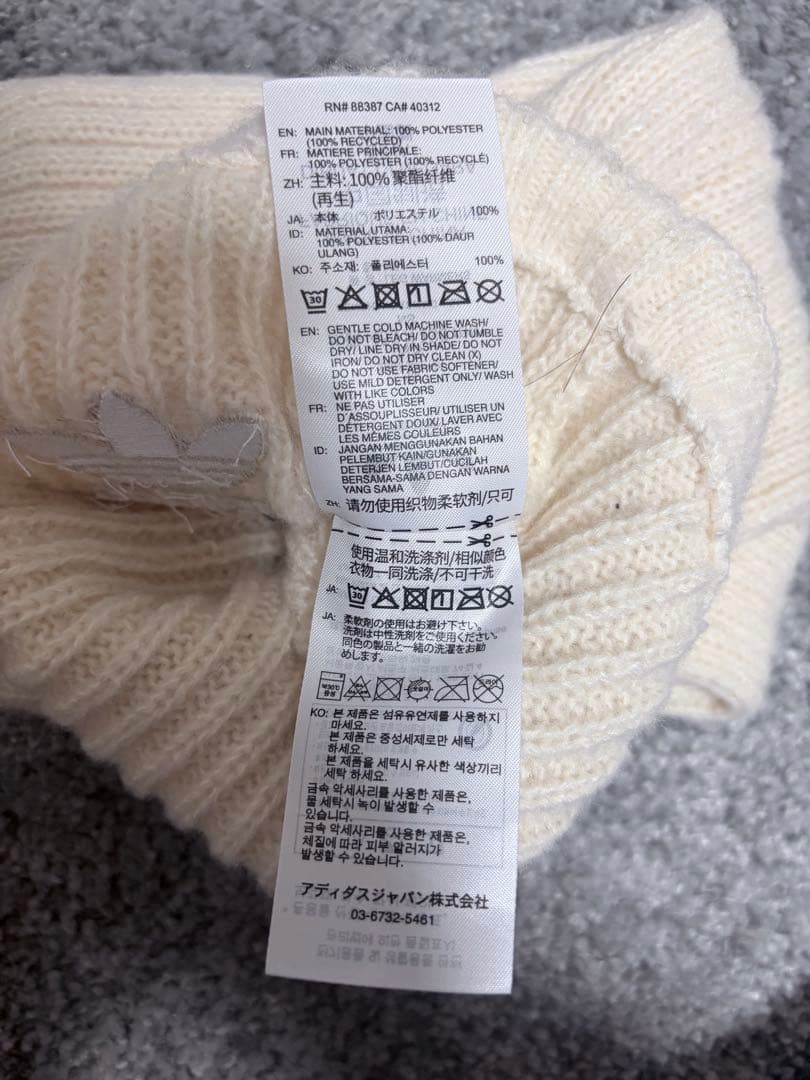 RN# 88387 CA# 40312
EN: MAIN MATERIAL: 100% POLYESTER
(100% RECYCLED)
FR: MATIERE PRINCIPALE:
100% POLYESTER (100% RECYCLÉ)
ZH: 主料: 100% 聚酯纤维
(再生)
JA: 本体 ポリエステル 100%
ID: MATERIAL UTAMA:
100% POLYESTER (100% DAUR
ULANG)
KO: 주소재: 폴리에스터 100%
30
EN: GENTLE COLD MACHINE WASH/
DO NOT BLEACH/ DO NOT TUMBLE
DRY/ LINE DRY IN SHADE/ DO NOT
IRON/ DO NOT DRY CLEAN (X)
DO NOT USE FABRIC SOFTENER/
USE MILD DETERGENT ONLY/ WASH
WITH LIKE COLORS
FR: NE PAS UTILISER
D'ASSOUPLISSEUR/ UTILISER UN
DÉTERGENT DOUX/ LAVER AVEC
LES MÊMES COULEURS
ID: JANGAN MENGGUNAKAN BAHAN
PELEMBUT KAIN/GUNAKAN
DETERJEN LEMBUT/CUCILAH
BERSAMA-SAMA DENGAN WARNA
YANG SAMA
ZH: 请勿使用织物柔软剂/只可
使用温和洗涤剂/相似颜色
衣物一同洗涤/不可干洗
JA: 30
JA: 柔軟剤の使用はお避け下さい。
洗剤は中性洗剤をご使用ください。
同色の製品と一緒の洗濯をお勧
めします。
KO: 본 제품은 섬유유연제를 사용하지
마세요.
본 제품은 중성세제로만 세탁
하세요.
본 제품을 세탁시 유사한 색상끼리
세탁 하세요.
금속 악세사리를 사용한 제품은,
물 세탁시 녹이 발생할 수
있습니다.
금속 악세사리를 사용한 제품은,
체질에 따라 피부 알러지가
발생할 수 있습니다.
アディダスジャパン株式会社
03-6732-5461